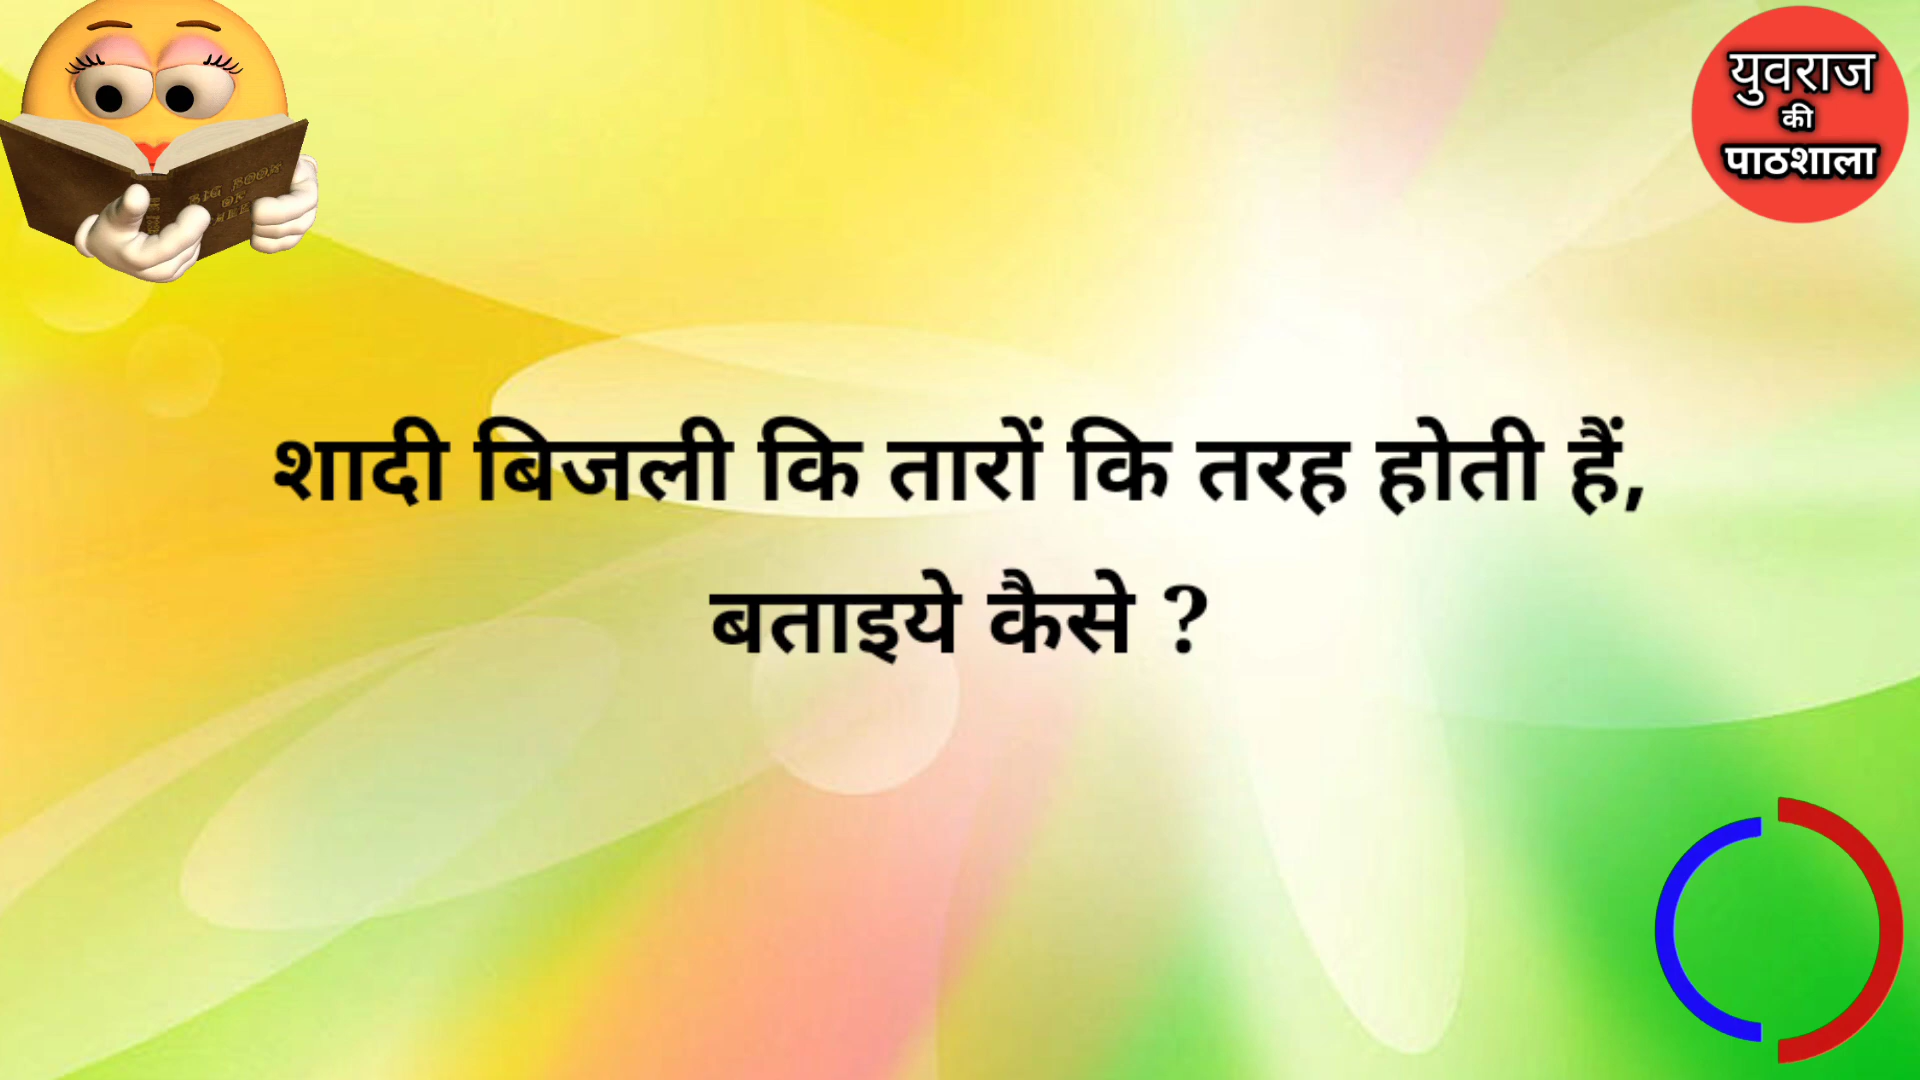 युवराज
की
पाठशाला
शादी बिजली कि तारों कि तरह होती हैं,
बताइये कैसे ?